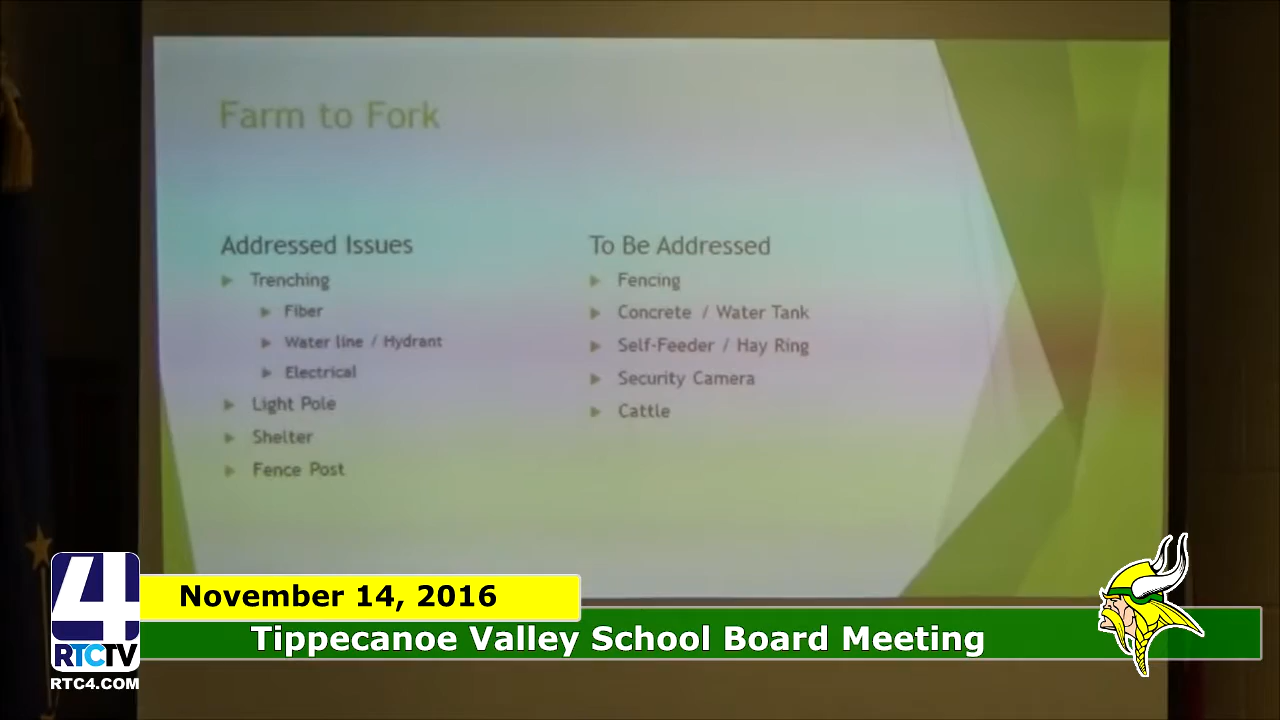 Farm to Fork
Addressed Issues
Trenching
Fiber
Water line / Hydrant
Electrical
Light Pole
Shelter
Fence Post
To Be Addressed
Fencing
Concrete / Water Tank
Self-Feeder / Hay Ring
Security Camera
Cattle
4
RTCTV
RTC4.COM
November 14, 2016
Tippecanoe Valley School Board Meeting